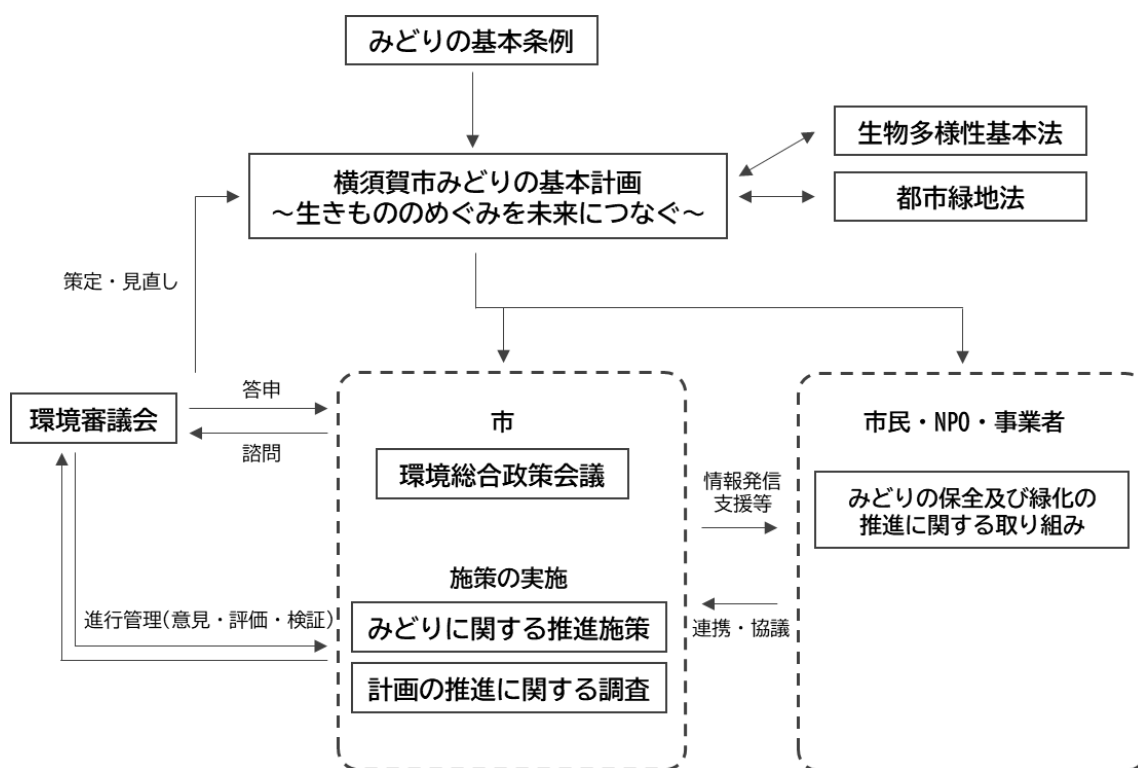 みどりの基本条例
生物多様性基本法
横須賀市みどりの基本計画
～生きもののめぐみを未来につなぐ～
都市緑地法
策定・見直し
環境審議会
答申
諮問
市
環境総合政策会議
市民・NPO・事業者
情報発信
支援等
みどりの保全及び緑化の
推進に関する取り組み
施策の実施
進行管理(意見・評価・検証)
みどりに関する推進施策
連携・協議
計画の推進に関する調査